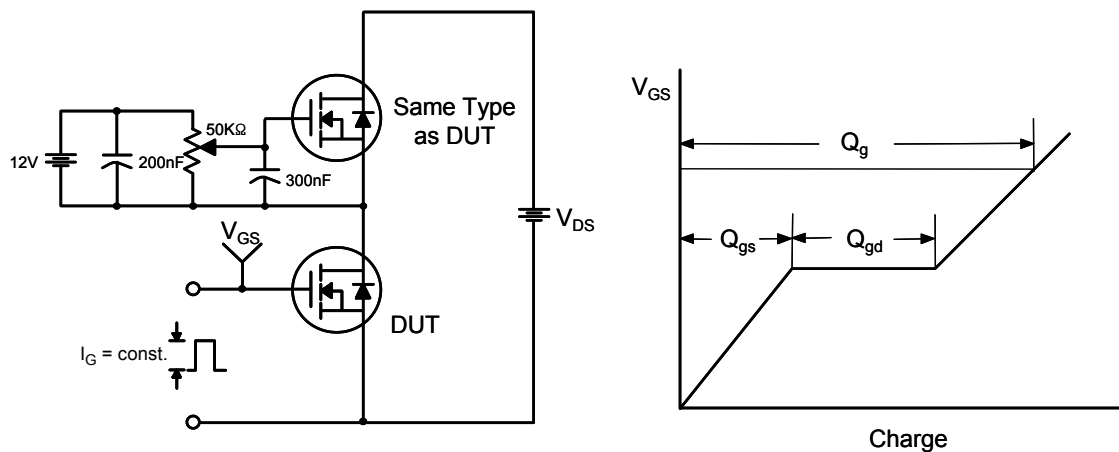 Same Type
as DUT
50KΩ
12V
200nF
300nF
V_GS
V_DS
DUT
I_G = const.
V_GS
Q_g
Q_gs
Q_gd
Charge